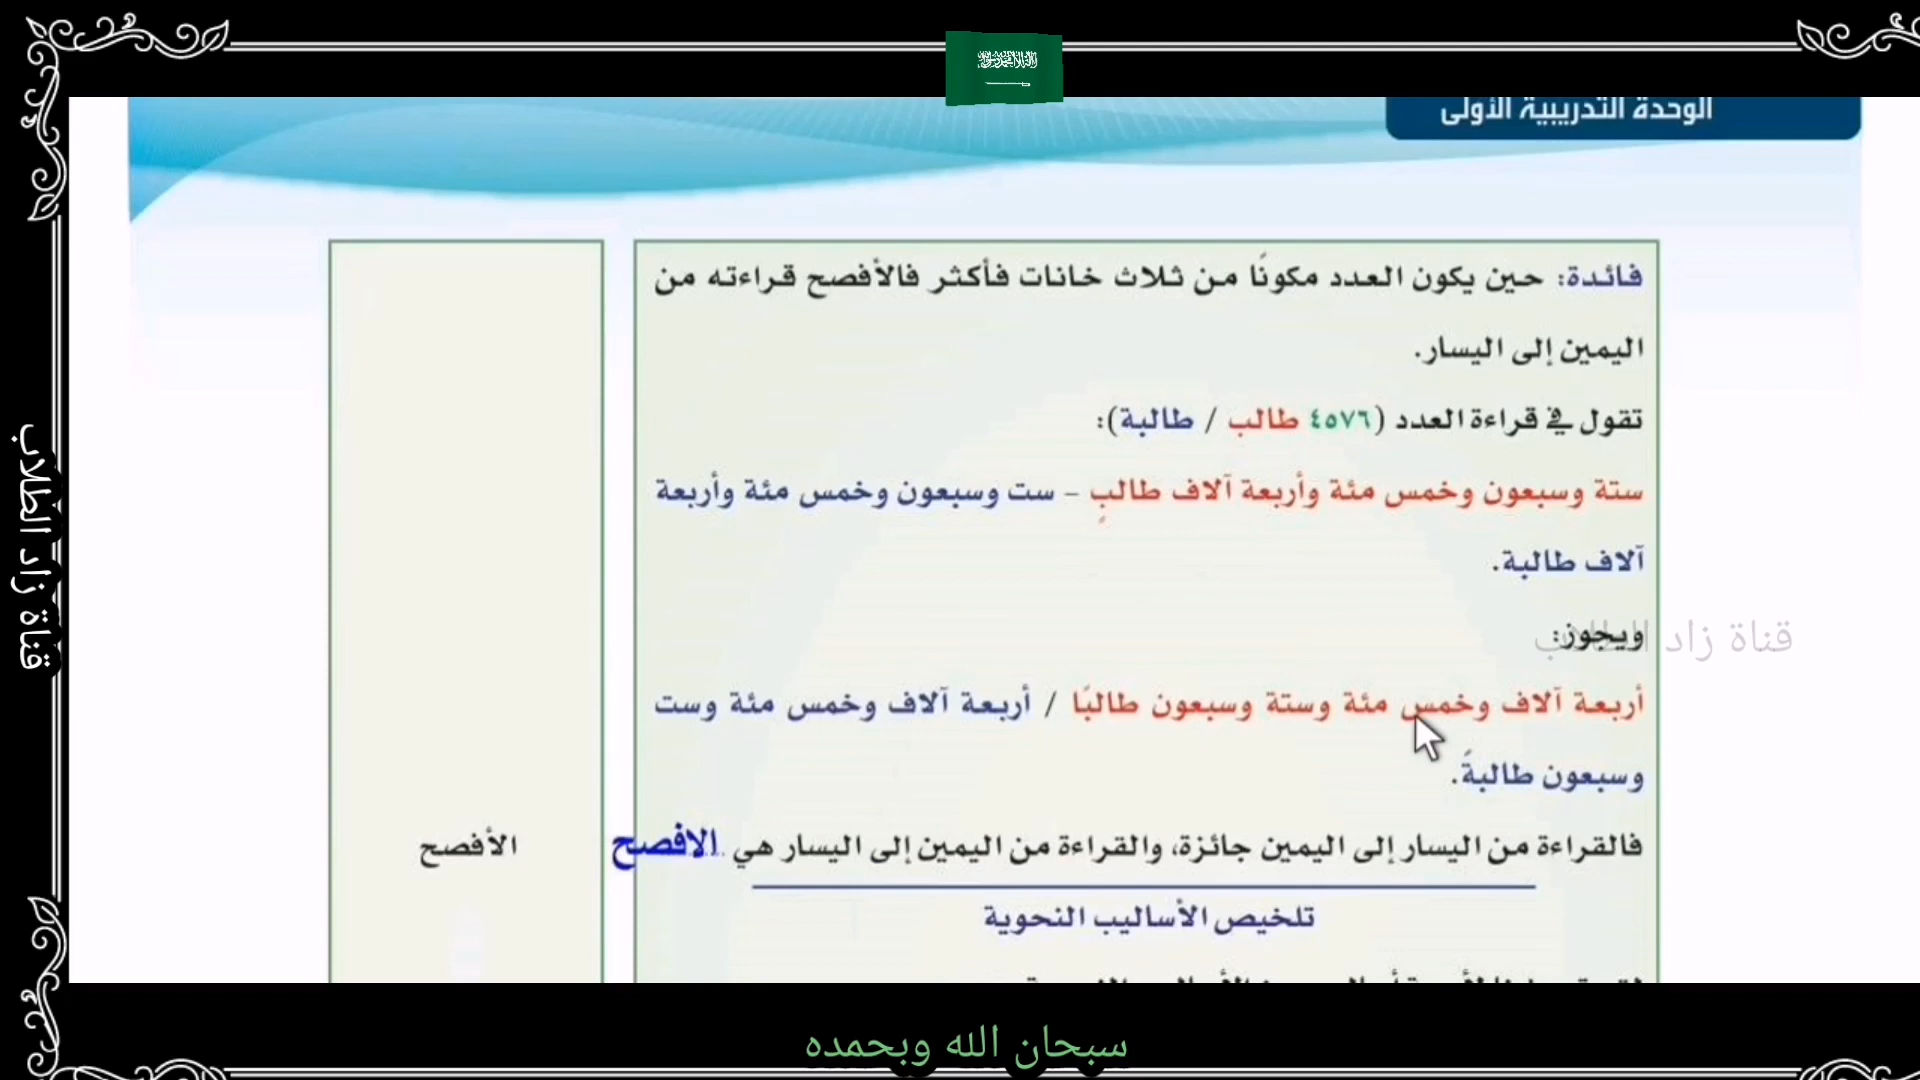 الوحدة التدريبية الأولى
فائدة: حين يكون العدد مكونًا من ثلاث خانات فأكثر فالأفصح قراءته من
اليمين إلى اليسار.
تقول في قراءة العدد (٤٥٧٦ طالب / طالبة):
ستة وسبعون وخمس مئة وأربعة آلاف طالبٍ – ست وسبعون وخمس مئة وأربعة
آلاف طالبة.
ويجوز:
قناة زاد الطلاب
أربعة آلاف وخمس مئة وستة وسبعون طالبًا / أربعة آلاف وخمس مئة وست
وسبعون طالبةً.
فالقراءة من اليسار إلى اليمين جائزة، والقراءة من اليمين إلى اليسار هي الافصح
الأفصح
تلخيص الأساليب النحوية
سبحان الله وبحمده
قناة زاد الطلاب